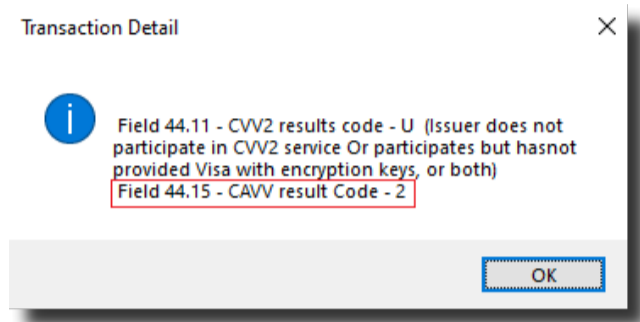 Transaction Detail
Field 44.11 - CVV2 results code - U (Issuer does not
participate in CVV2 service Or participates but hasnot
provided Visa with encryption keys, or both)
Field 44.15 - CAVV result Code - 2
OK